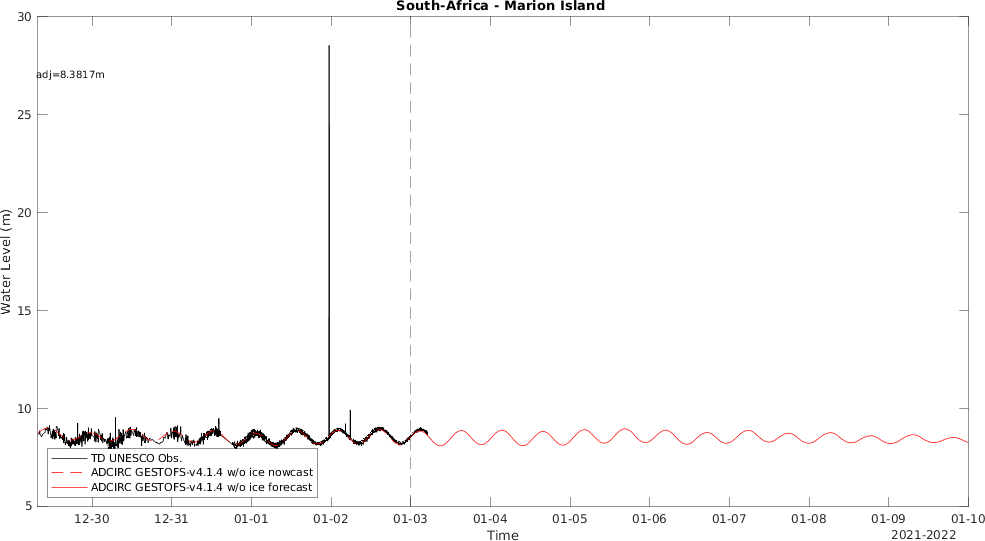 South-Africa - Marion Island
30
adj=8.3817m
25
20
Water Level (m)
15
10
TD UNESCO Obs.
ADCIRC GESTOFS-v4.1.4 w/o ice nowcast
ADCIRC GESTOFS-v4.1.4 w/o ice forecast
5
12-30 12-31 01-01 01-02 01-03 01-04 01-05 01-06 01-07 01-08 01-09 01-10
Time
2021-2022